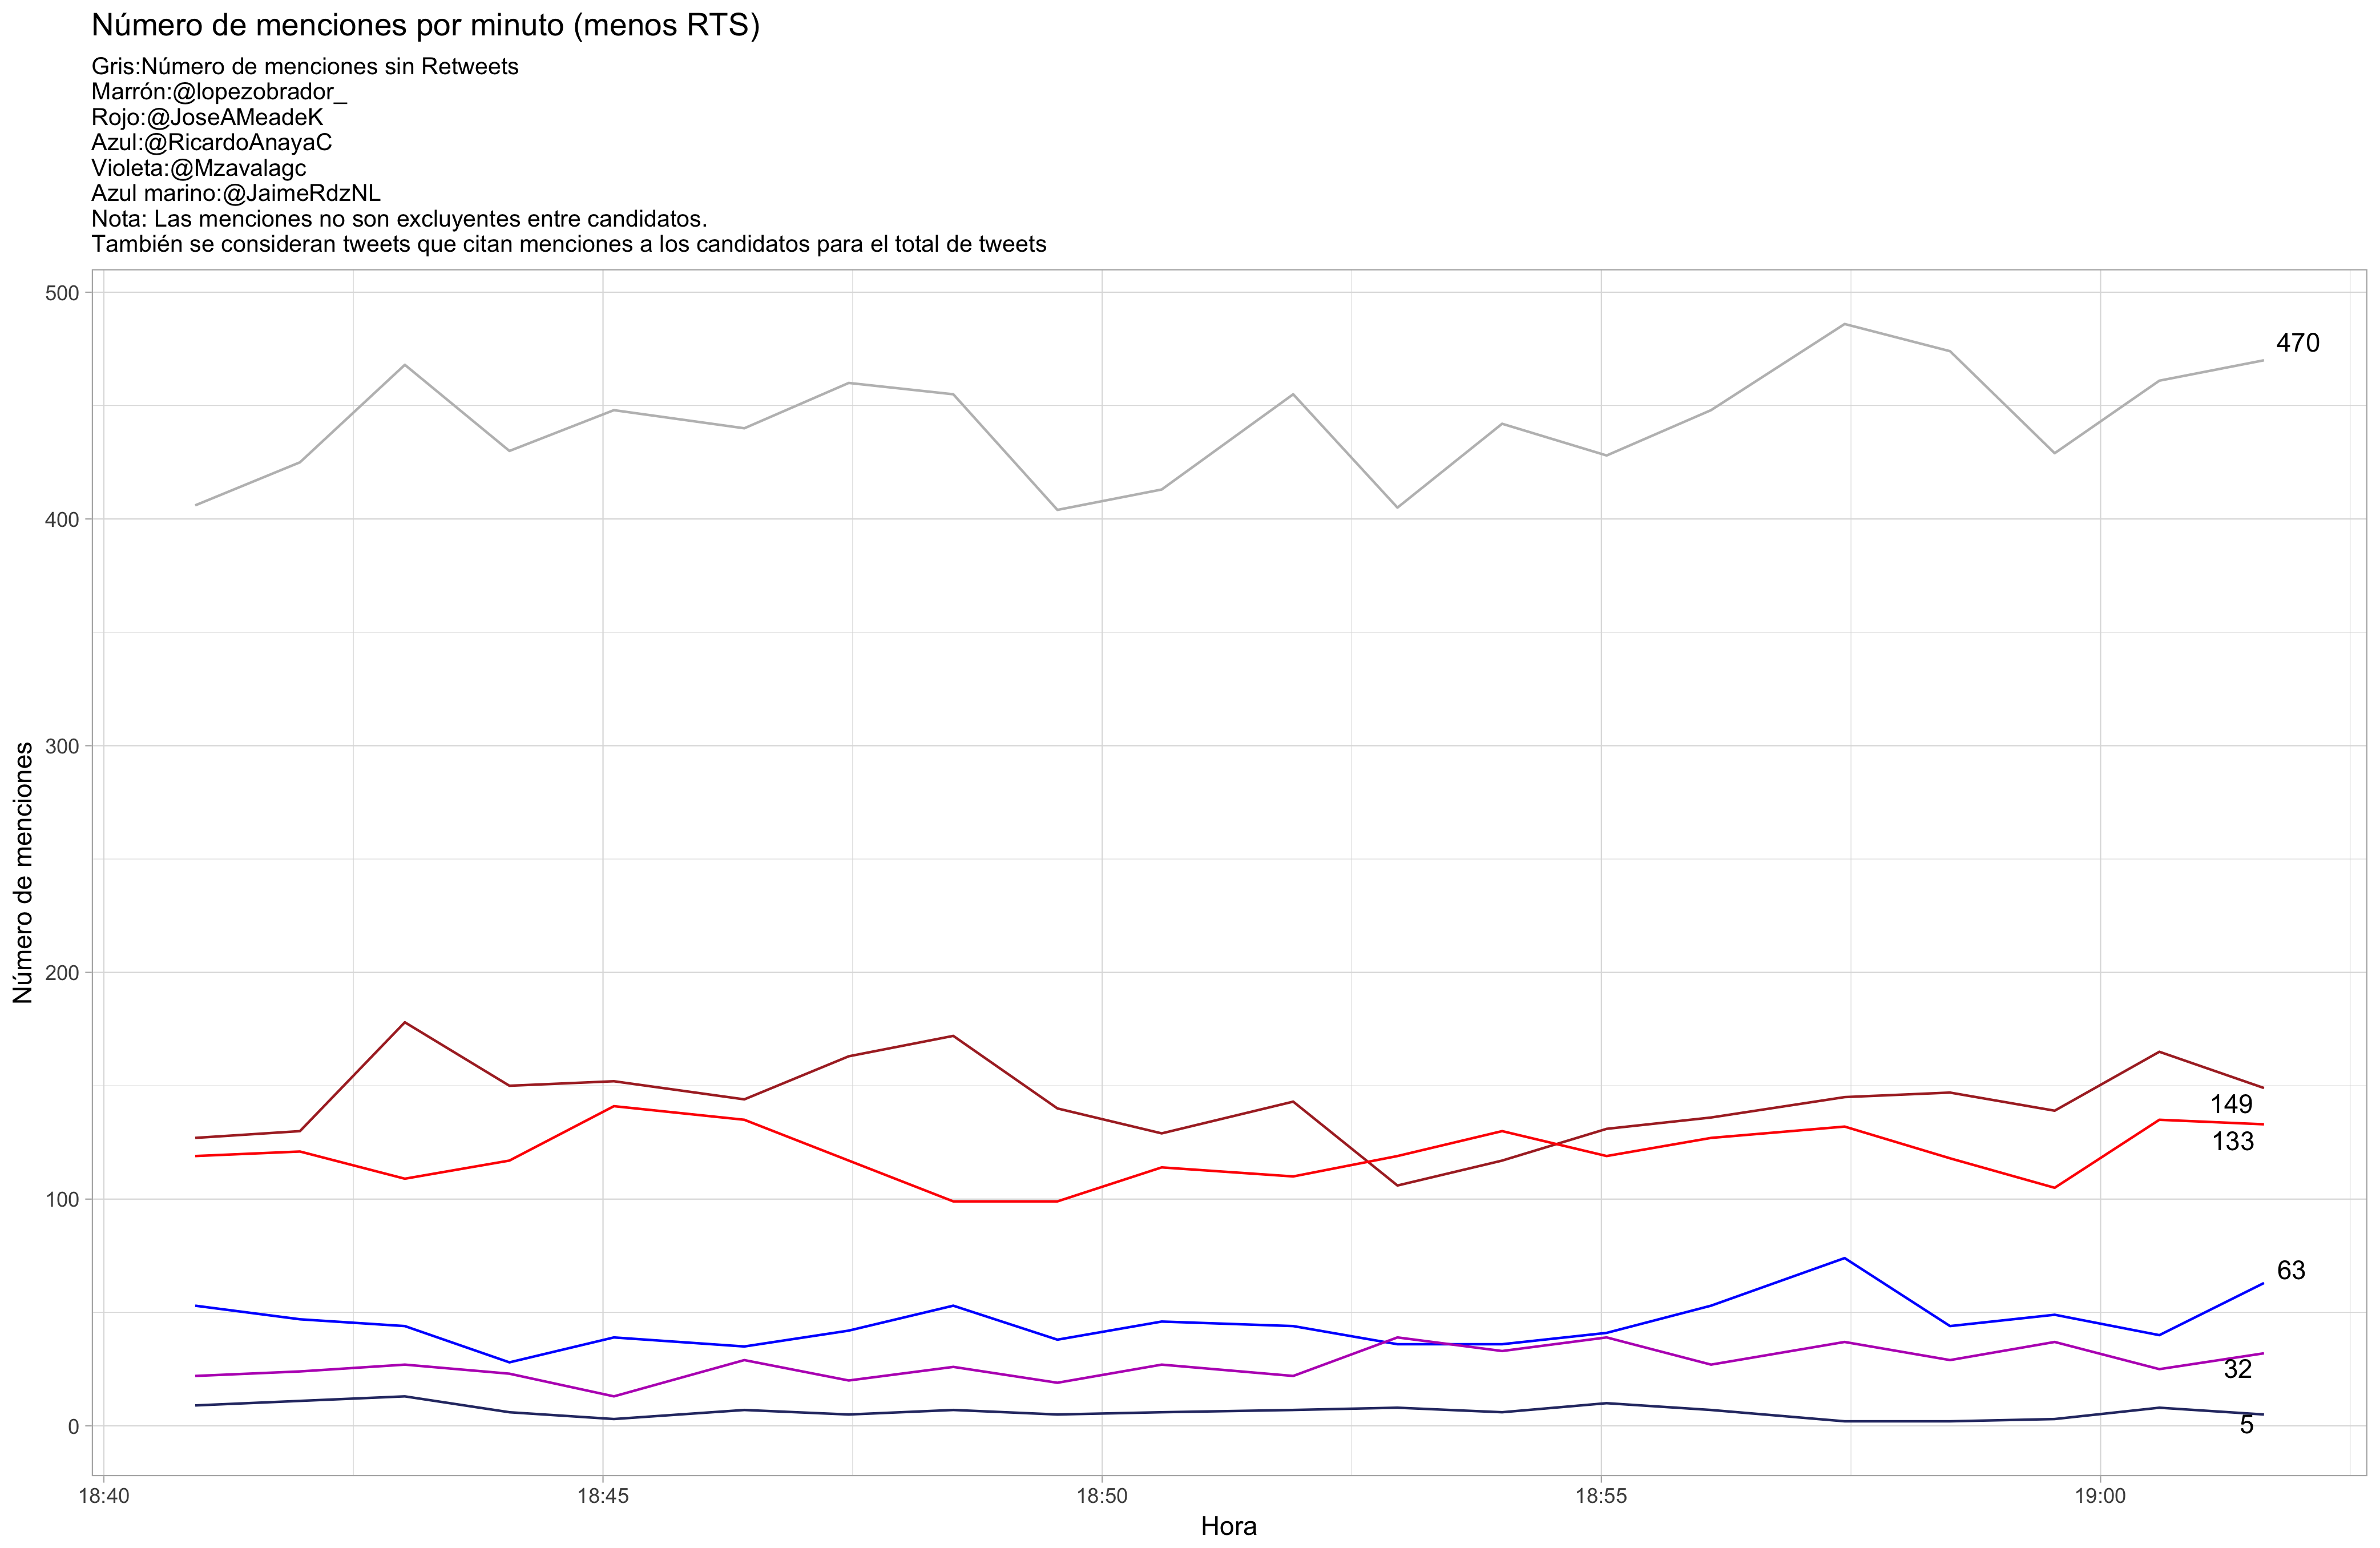 Número de menciones por minuto (menos RTS)
Gris:Número de menciones sin Retweets
Marrón:@lopezobrador_
Rojo:@JoseAMeadeK
Azul:@RicardoAnayaC
Violeta:@Mzavalagc
Azul marino:@JaimeRdzNL
Nota: Las menciones no son excluyentes entre candidatos.
También se consideran tweets que citan menciones a los candidatos para el total de tweets
500
400
300
200
100
0
Número de menciones
470
149
133
63
32
5
18:40
18:45
18:50
18:55
19:00
Hora